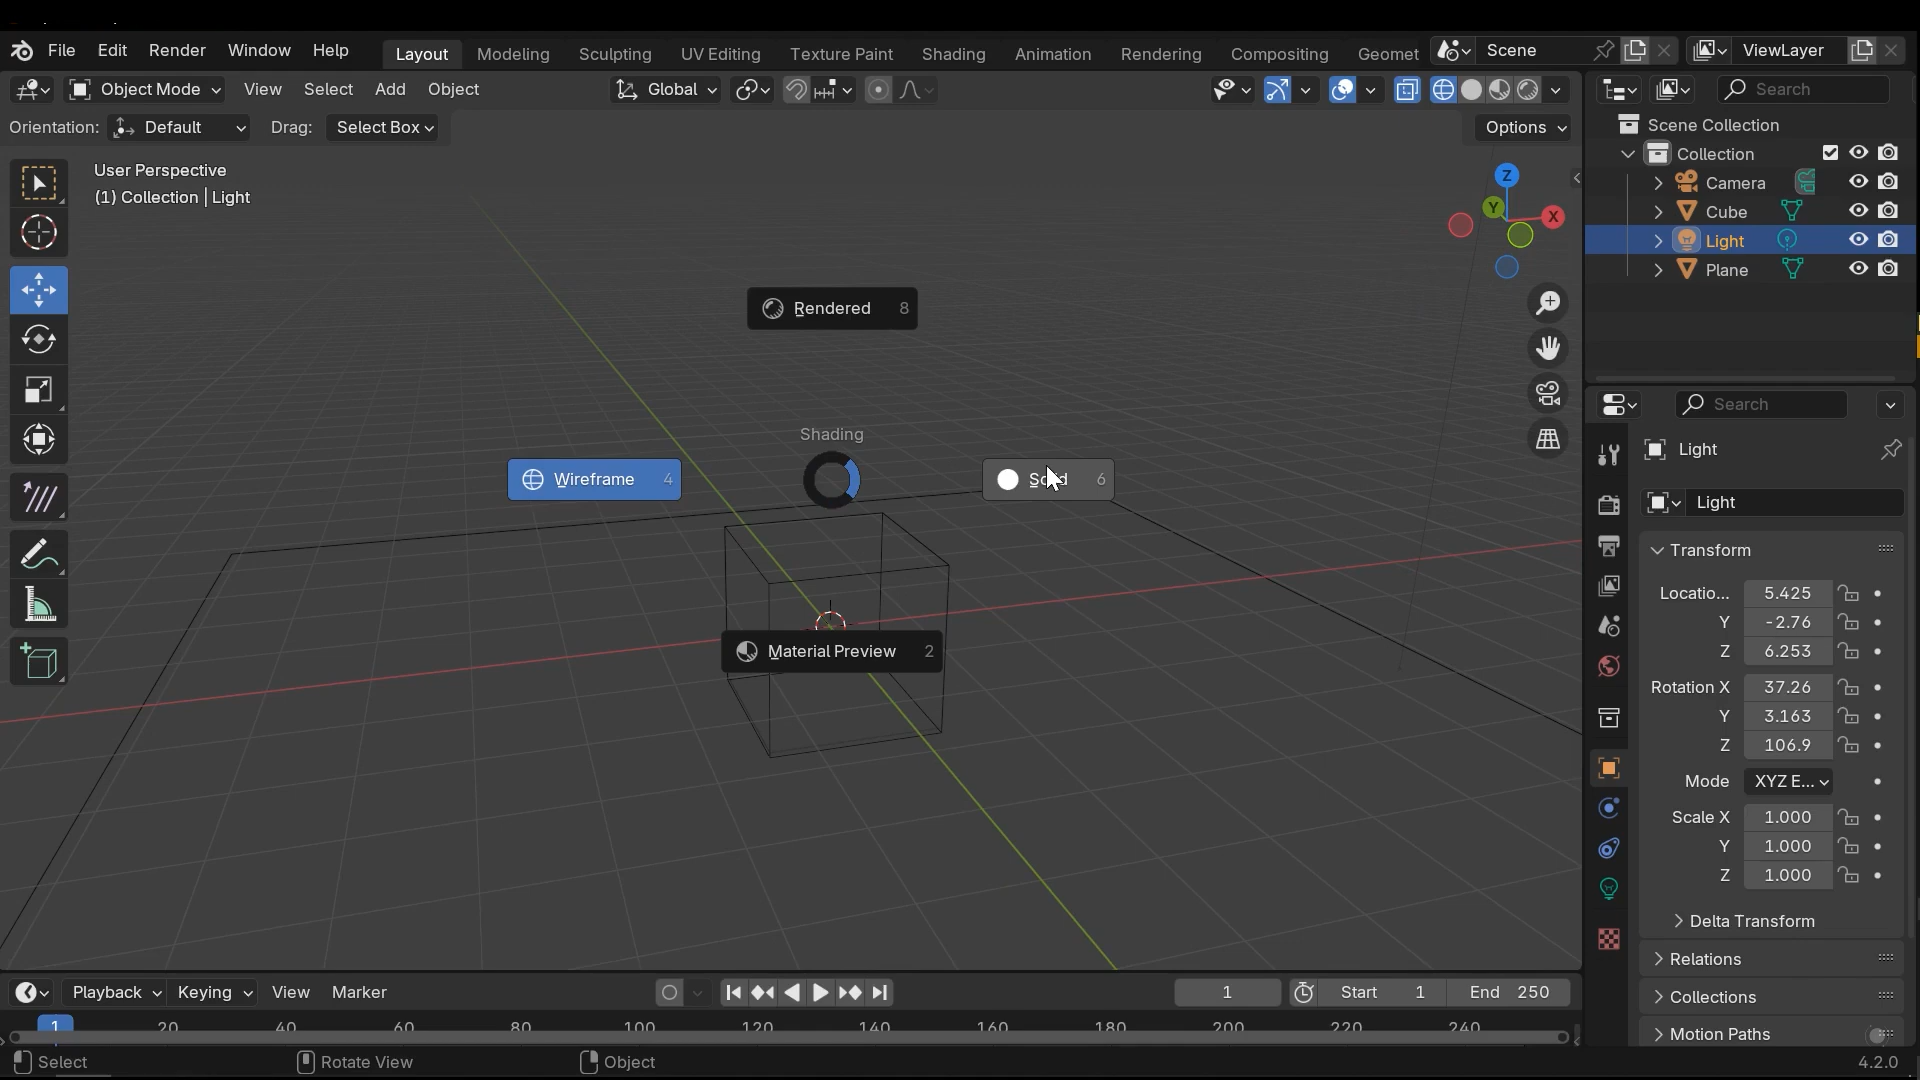 File Edit Render Window Help Layout Modeling Sculpting UV Editing Texture Paint Shading Animation Rendering Compositing Geomet Scene ViewLayer
Object Mode View Select Add Object Global Search
Orientation: Default Drag: Select Box Options
Scene Collection
Collection
Camera
Cube
Light
Plane
User Perspective
(1) Collection | Light
Z
Y
X
Rendered 8
Shading
Wireframe 4
6
Material Preview 2
Search
Light
Light
Transform
Locatio... 5.425
Y -2.76
Z 6.253
Rotation X 37.26
Y 3.163
Z 106.9
Mode XYZ E...
Scale X 1.000
Y 1.000
Z 1.000
Delta Transform
Relations
Collections
Motion Paths
Playback Keying View Marker 1 Start 1 End 250
1 20 40 60 80 100 120 140 160 180 200 220 240
Select Rotate View Object 4.2.0